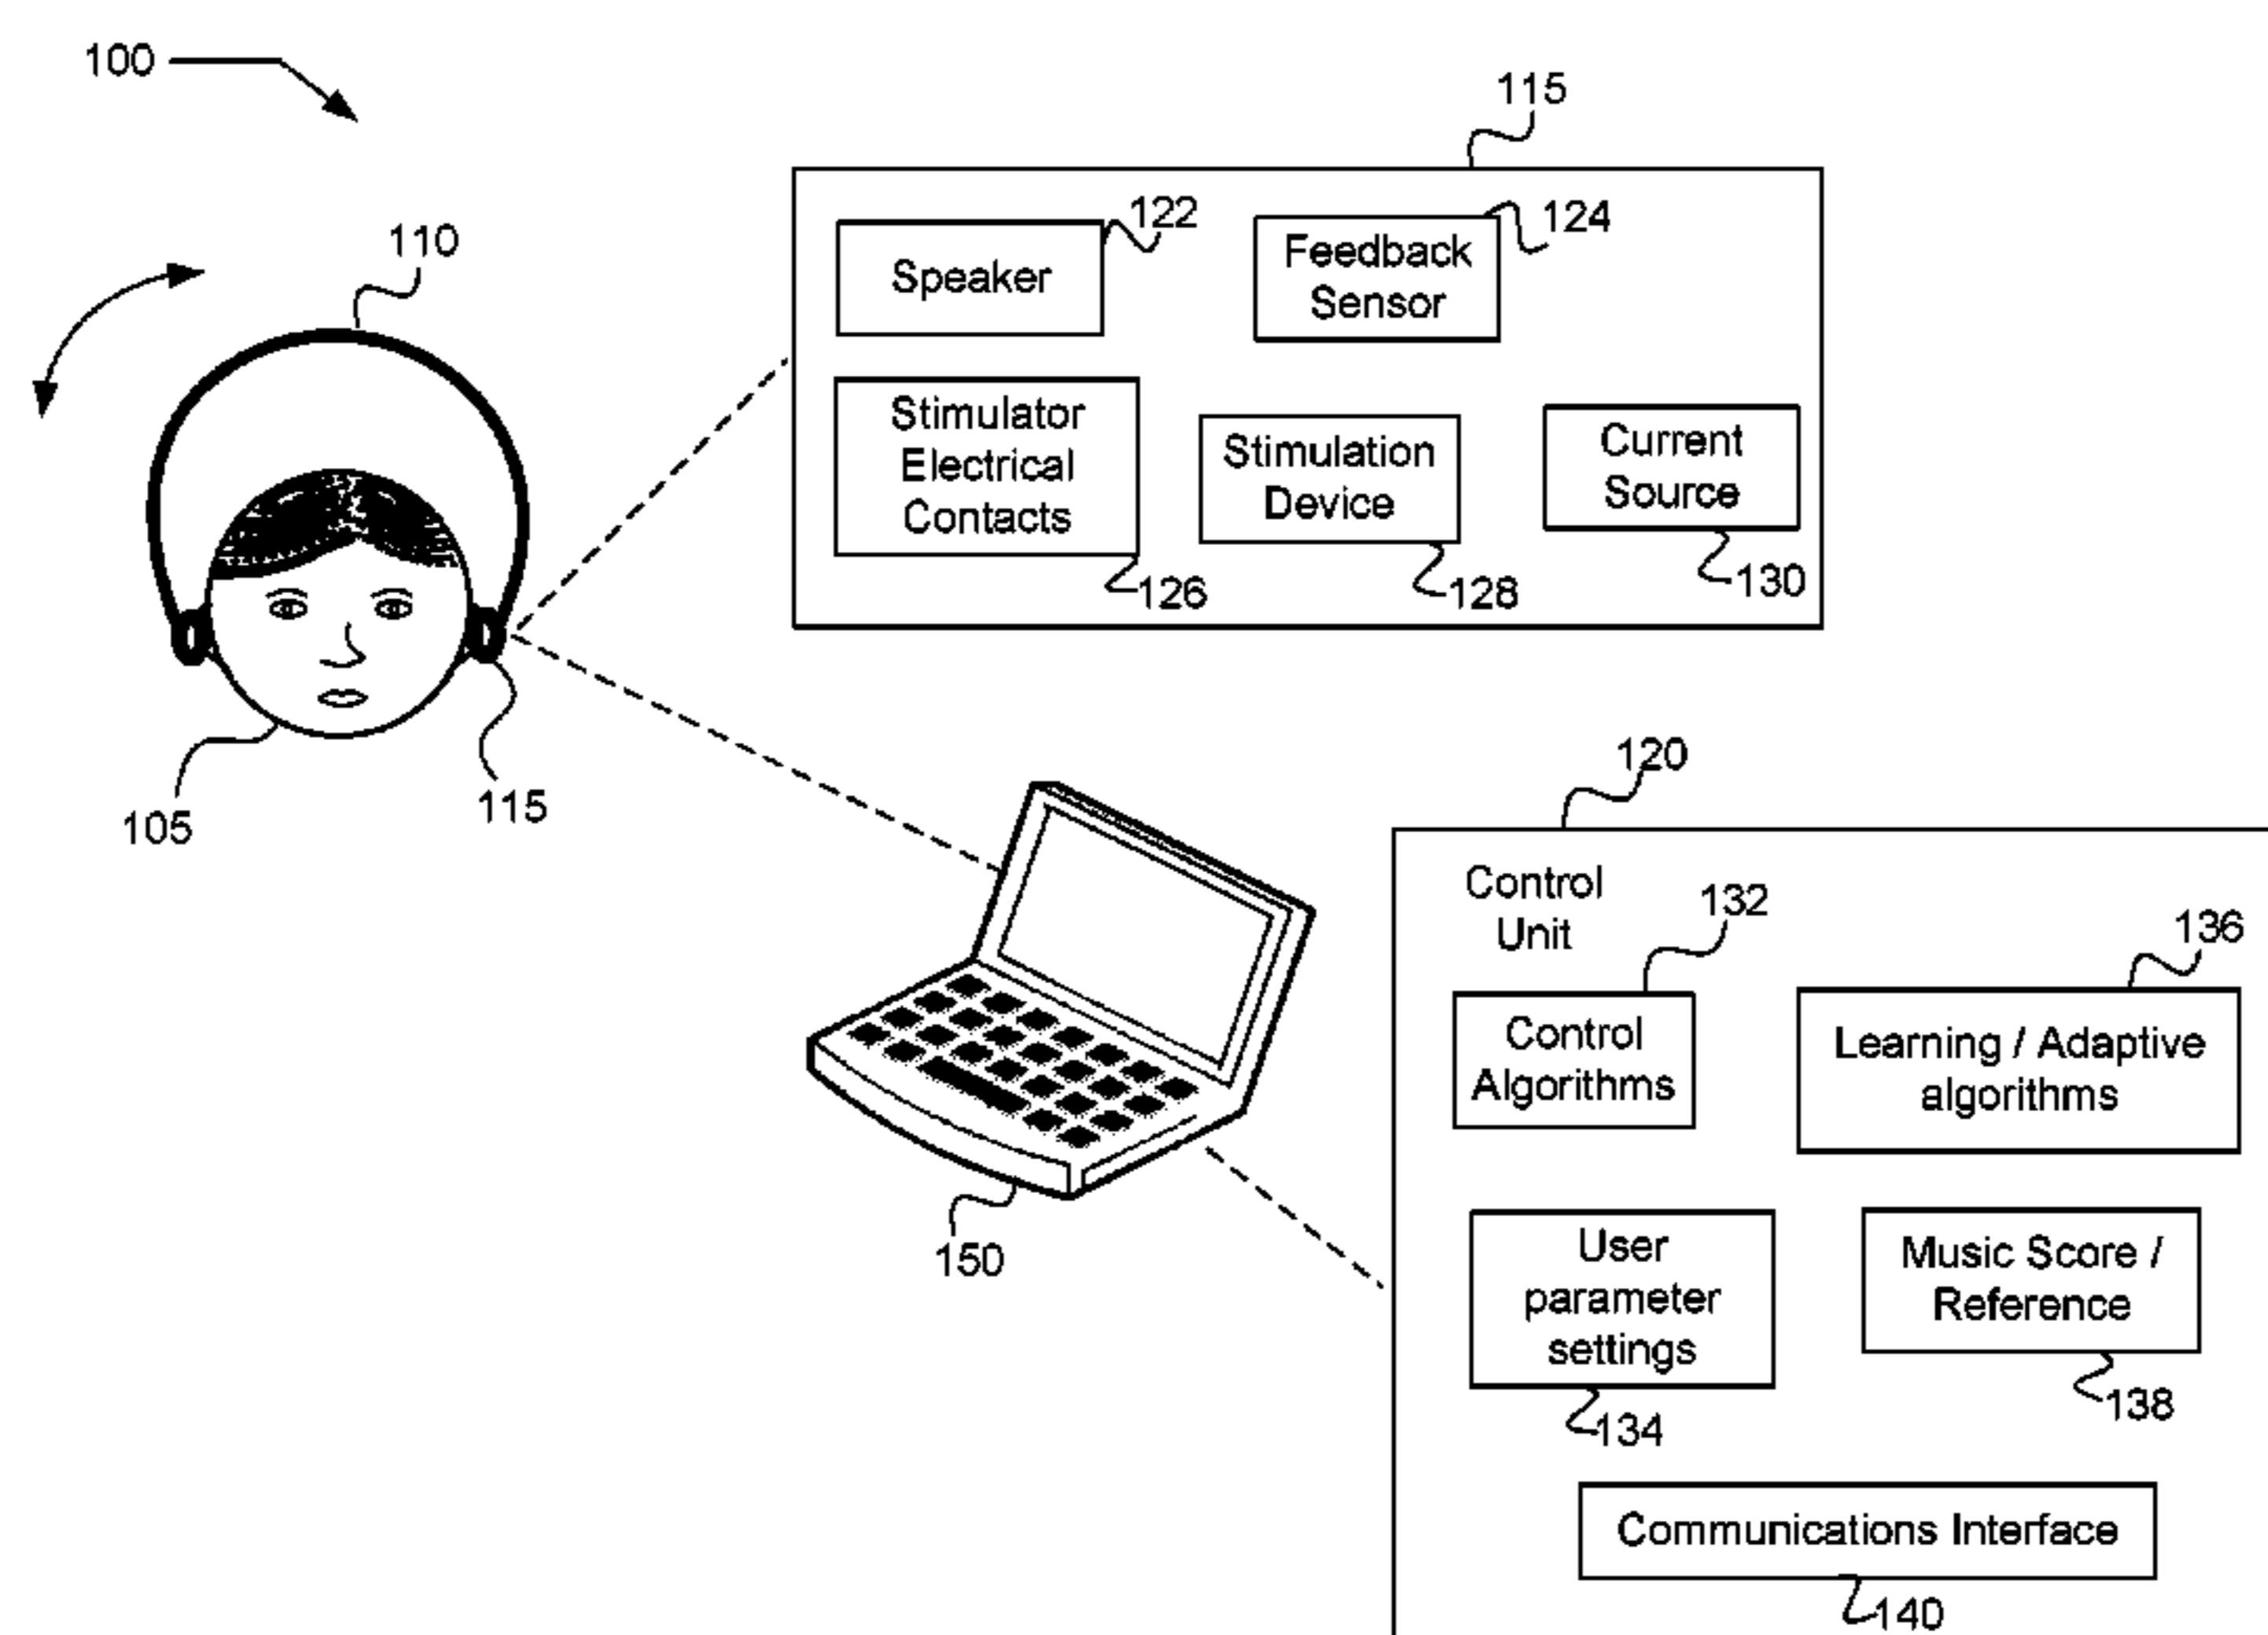 100
115
110
122
124
Speaker
Feedback
Sensor
Stimulator
Electrical
Contacts
Stimulation
Device
Current
Source
126
128
130
105
115
120
Control
Unit
132
136
Control
Algorithms
Learning / Adaptive
algorithms
150
User
parameter
settings
Music Score /
Reference
134
138
Communications Interface
140